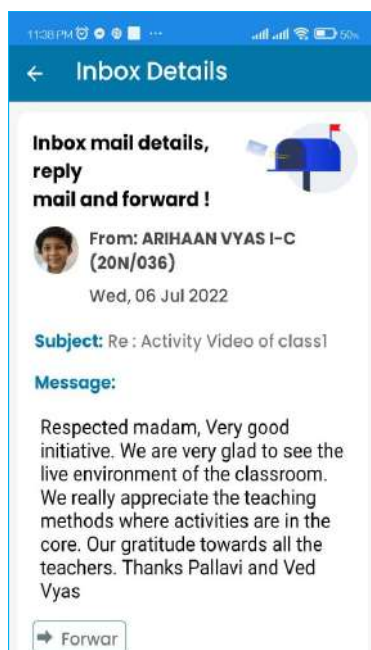 11:38 PM
50%
← Inbox Details
Inbox mail details,
reply
mail and forward !
From: ARIHAAN VYAS I-C
(20N/036)
Wed, 06 Jul 2022
Subject: Re : Activity Video of class1
Message:
Respected madam, Very good
initiative. We are very glad to see the
live environment of the classroom.
We really appreciate the teaching
methods where activities are in the
core. Our gratitude towards all the
teachers. Thanks Pallavi and Ved
Vyas
Forwar